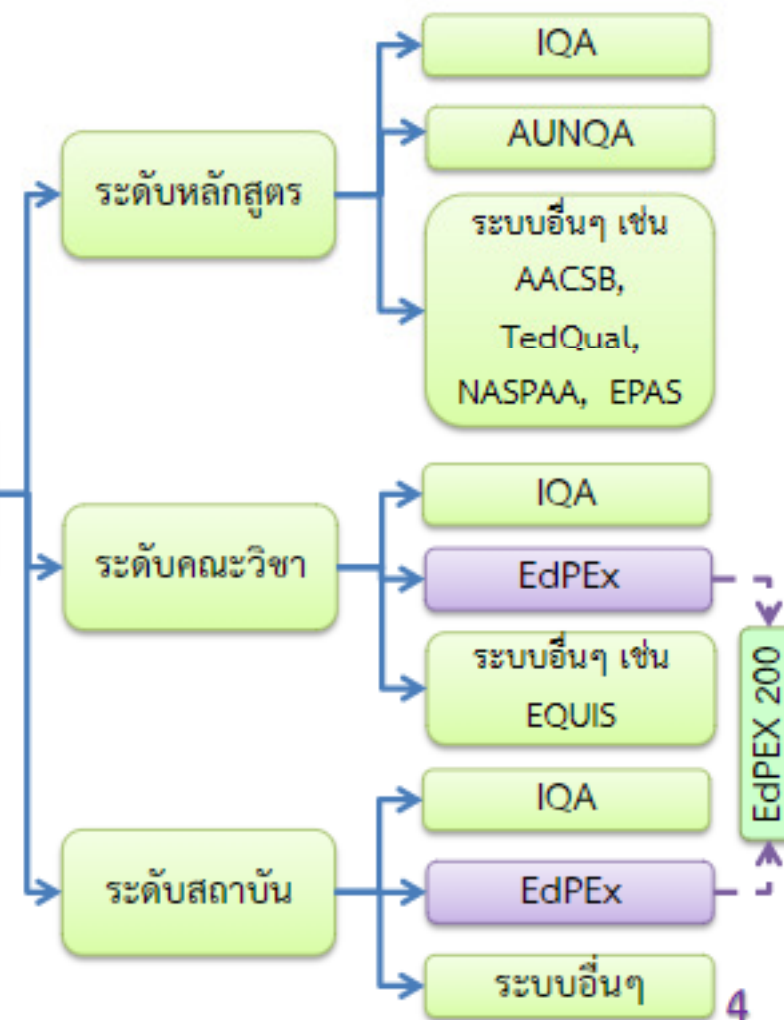 ระดับหลักสูตร
IQA
AUNQA
ระบบอื่นๆ เช่น
AACSB,
TedQual,
NASPAA, EPAS
ระดับคณะวิชา
IQA
EdPEx
ระบบอื่นๆ เช่น
EQUIS
ระดับสถาบัน
IQA
EdPEx
ระบบอื่นๆ
EdPEX 200
4